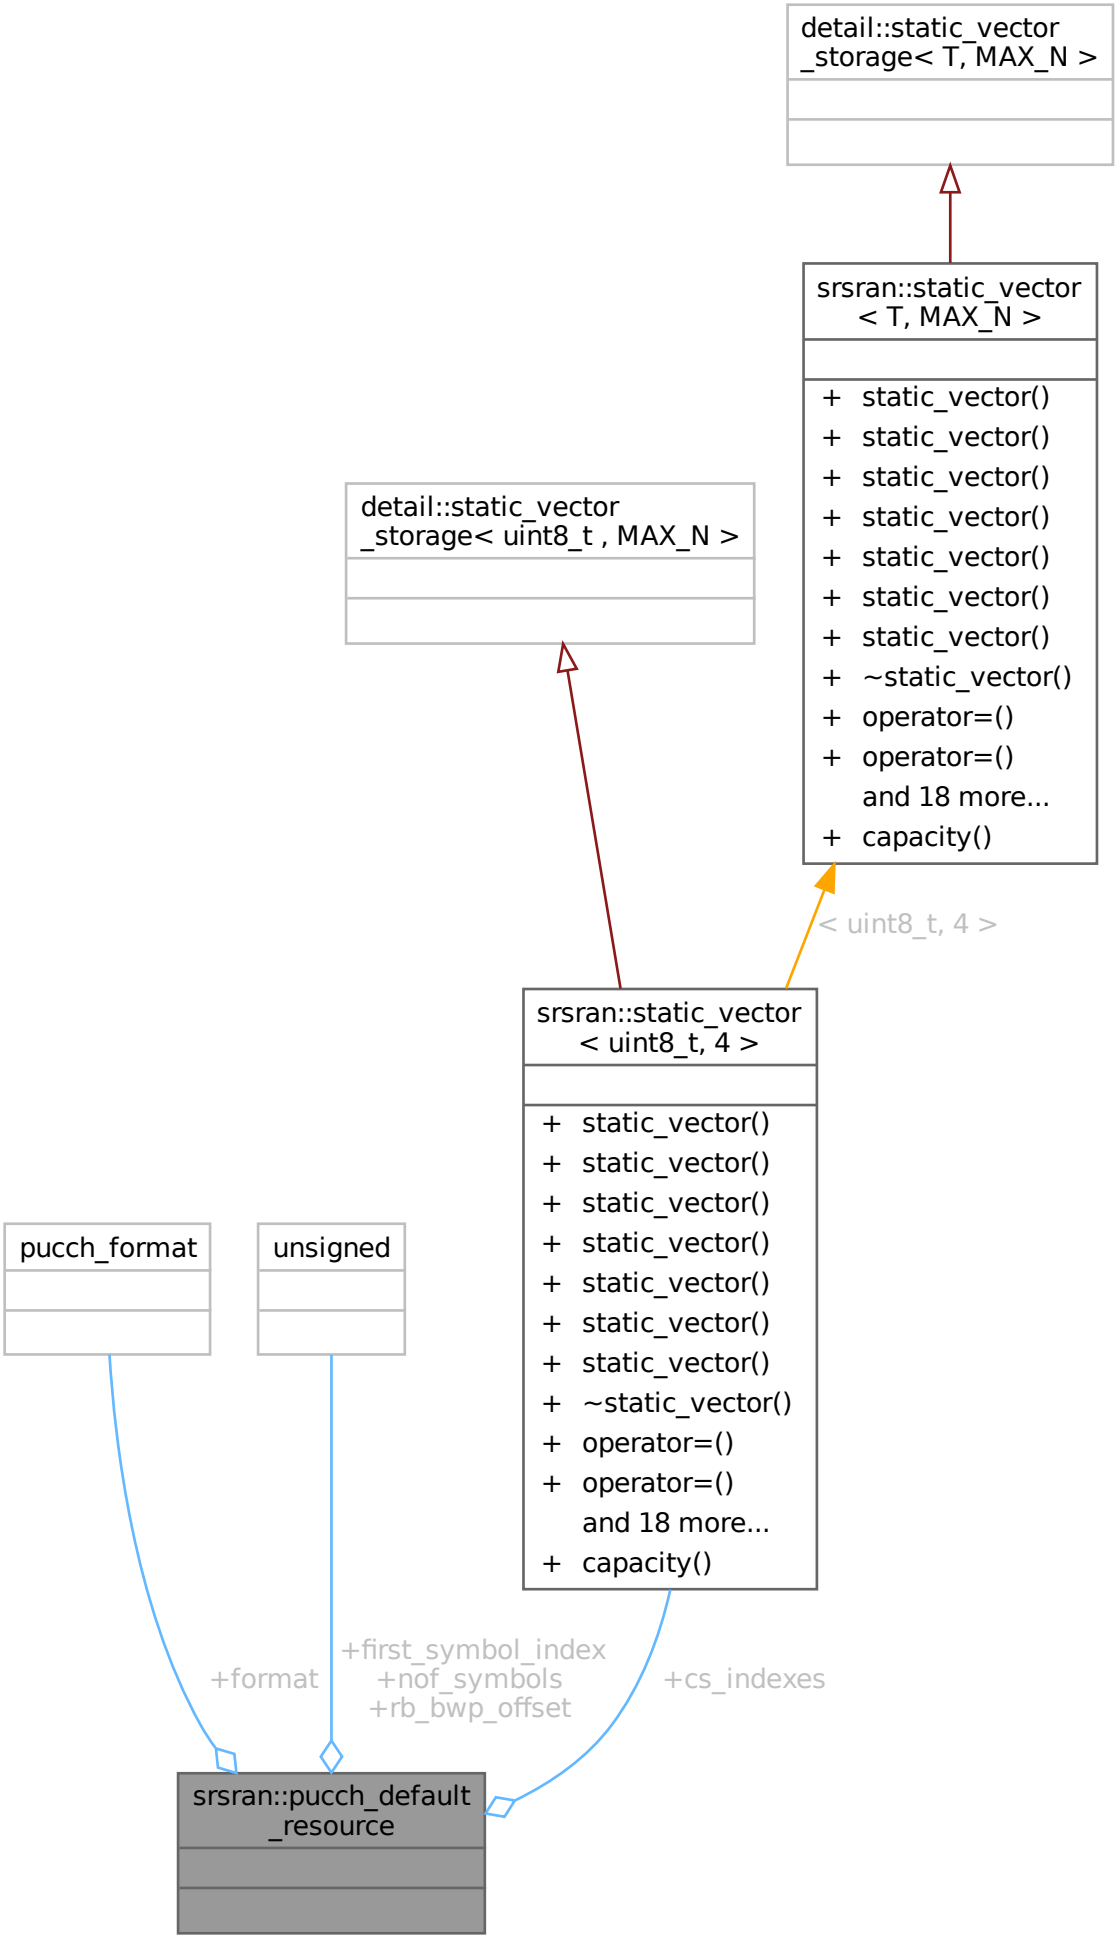 detail::static_vector
_storage< T, MAX_N >
srsran::static_vector
< T, MAX_N >
+ static_vector()
+ static_vector()
+ static_vector()
+ static_vector()
+ static_vector()
+ static_vector()
+ static_vector()
+ ~static_vector()
+ operator=()
+ operator=()
and 18 more...
+ capacity()
detail::static_vector
_storage< uint8_t , MAX_N >
< uint8_t, 4 >
srsran::static_vector
< uint8_t, 4 >
+ static_vector()
+ static_vector()
+ static_vector()
+ static_vector()
+ static_vector()
+ static_vector()
+ static_vector()
+ ~static_vector()
+ operator=()
+ operator=()
and 18 more...
+ capacity()
pucch_format
unsigned
+format
+first_symbol_index
+nof_symbols
+rb_bwp_offset
+cs_indexes
srsran::pucch_default
_resource